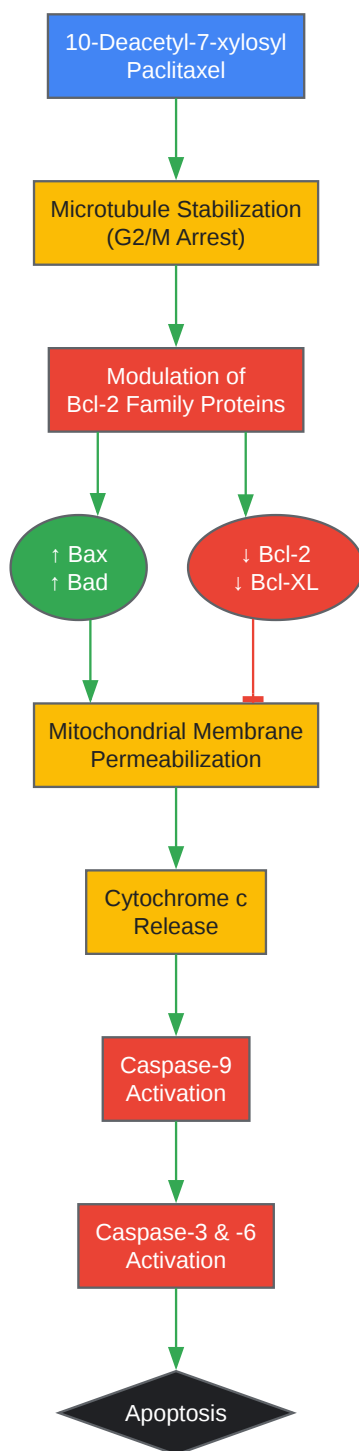 10-Deacetyl-7-xylosyl
Paclitaxel
Microtubule Stabilization
(G2/M Arrest)
Modulation of
Bcl-2 Family Proteins
↑ Bax
↑ Bad
↓ Bcl-2
↓ Bcl-XL
Mitochondrial Membrane
Permeabilization
Cytochrome c
Release
Caspase-9
Activation
Caspase-3 & -6
Activation
Apoptosis